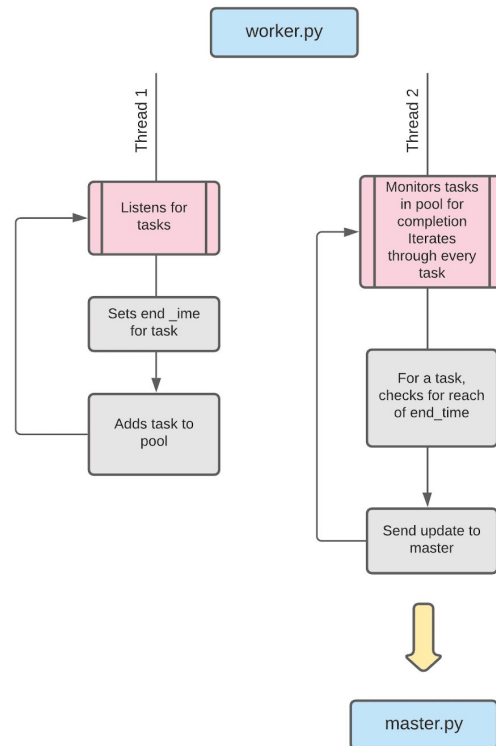 worker.py
Thread 1
Listens for
tasks
Sets end _ime
for task
Adds task to
pool
Thread 2
Monitors tasks
in pool for
completion
Iterates
through every
task
For a task,
checks for reach
of end_time
Send update to
master
master.py